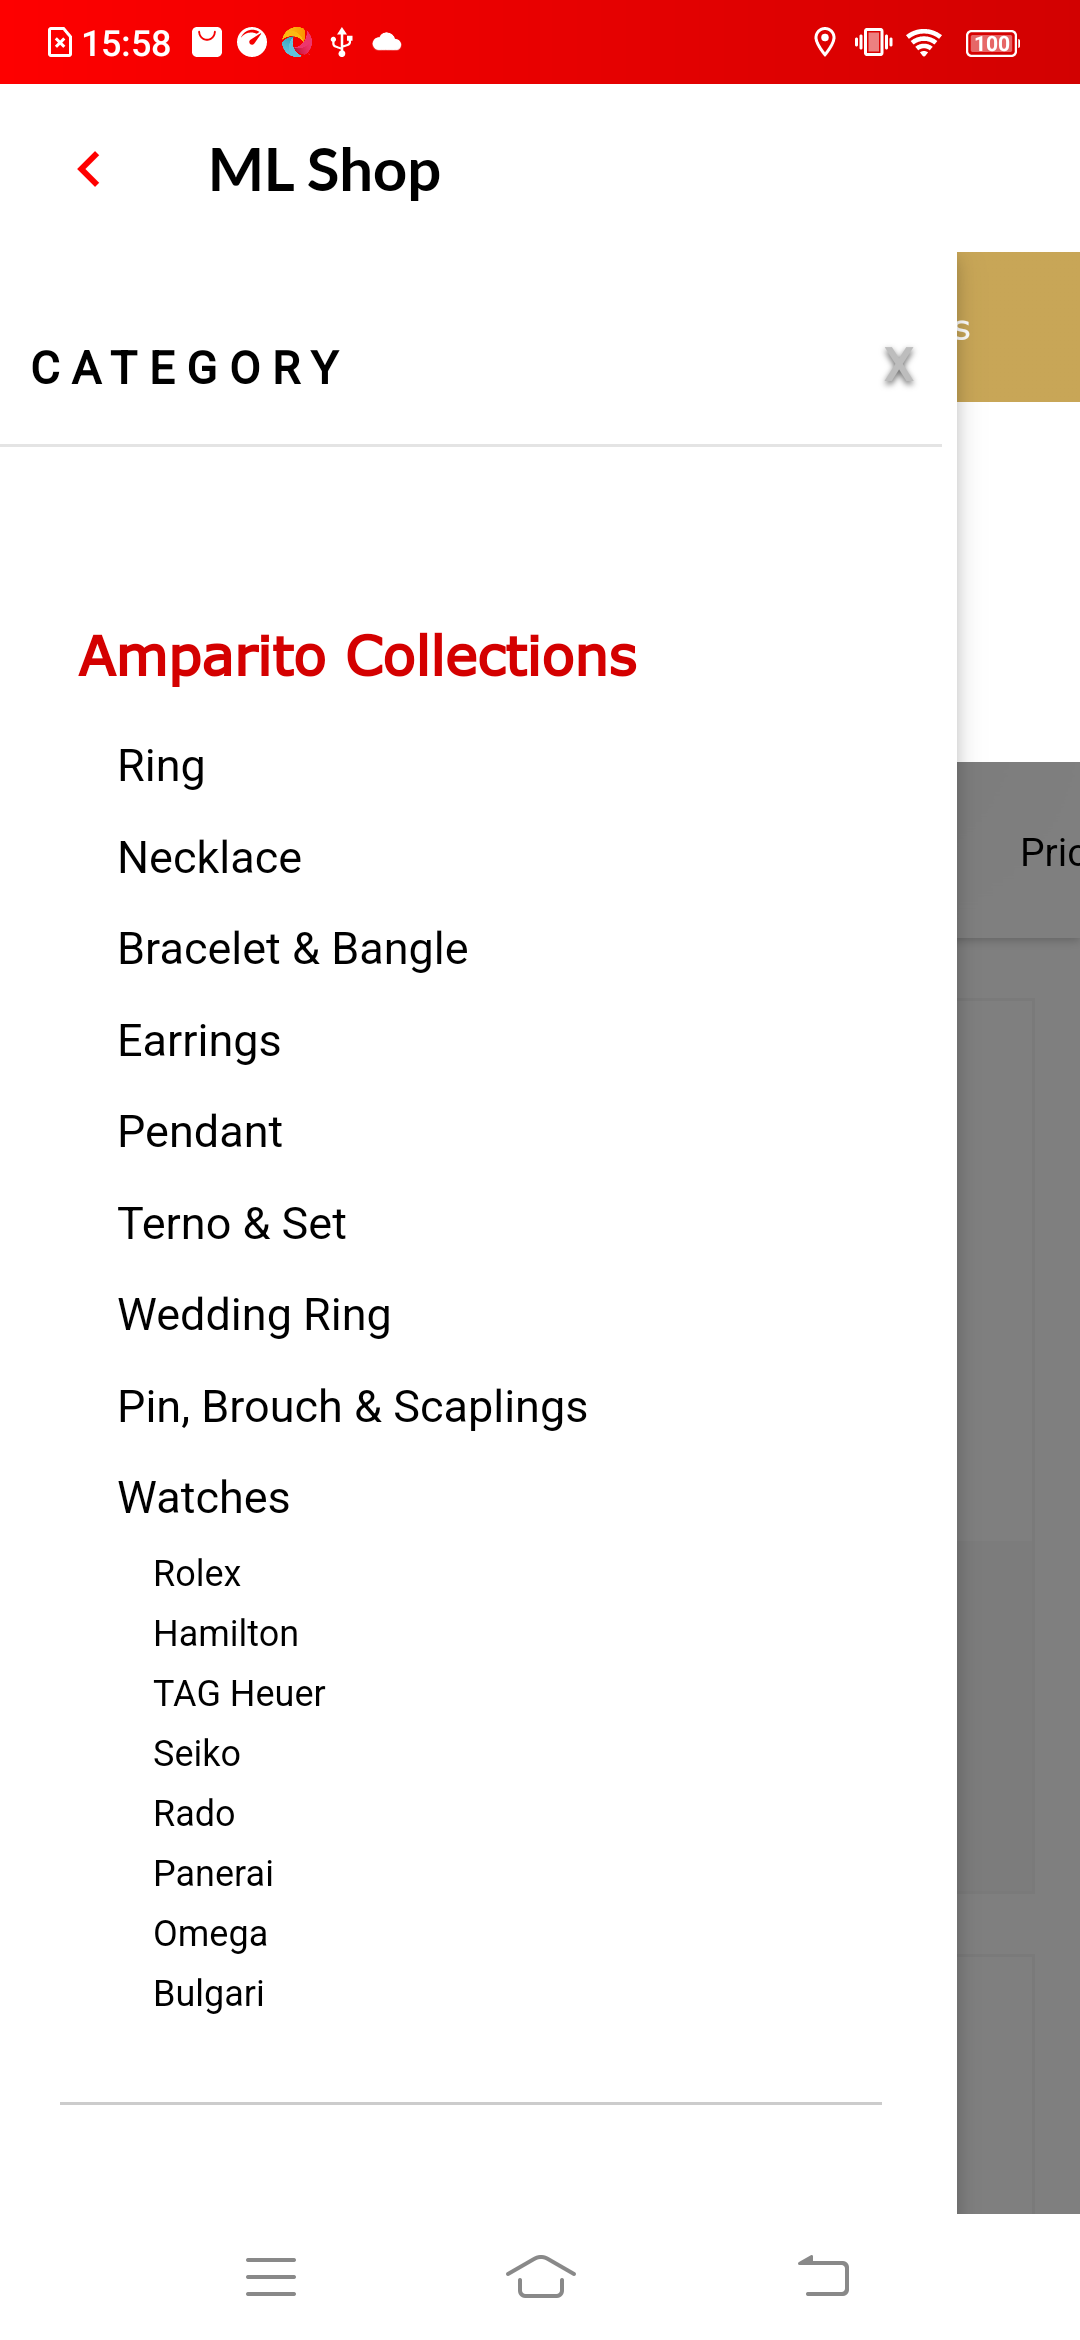 15:58
100
ML Shop
s
CATEGORY
X
Amparito Collections
Ring
Necklace
Pric
Bracelet & Bangle
Earrings
Pendant
Terno & Set
Wedding Ring
Pin, Brouch & Scaplings
Watches
Rolex
Hamilton
TAG Heuer
Seiko
Rado
Panerai
Omega
Bulgari